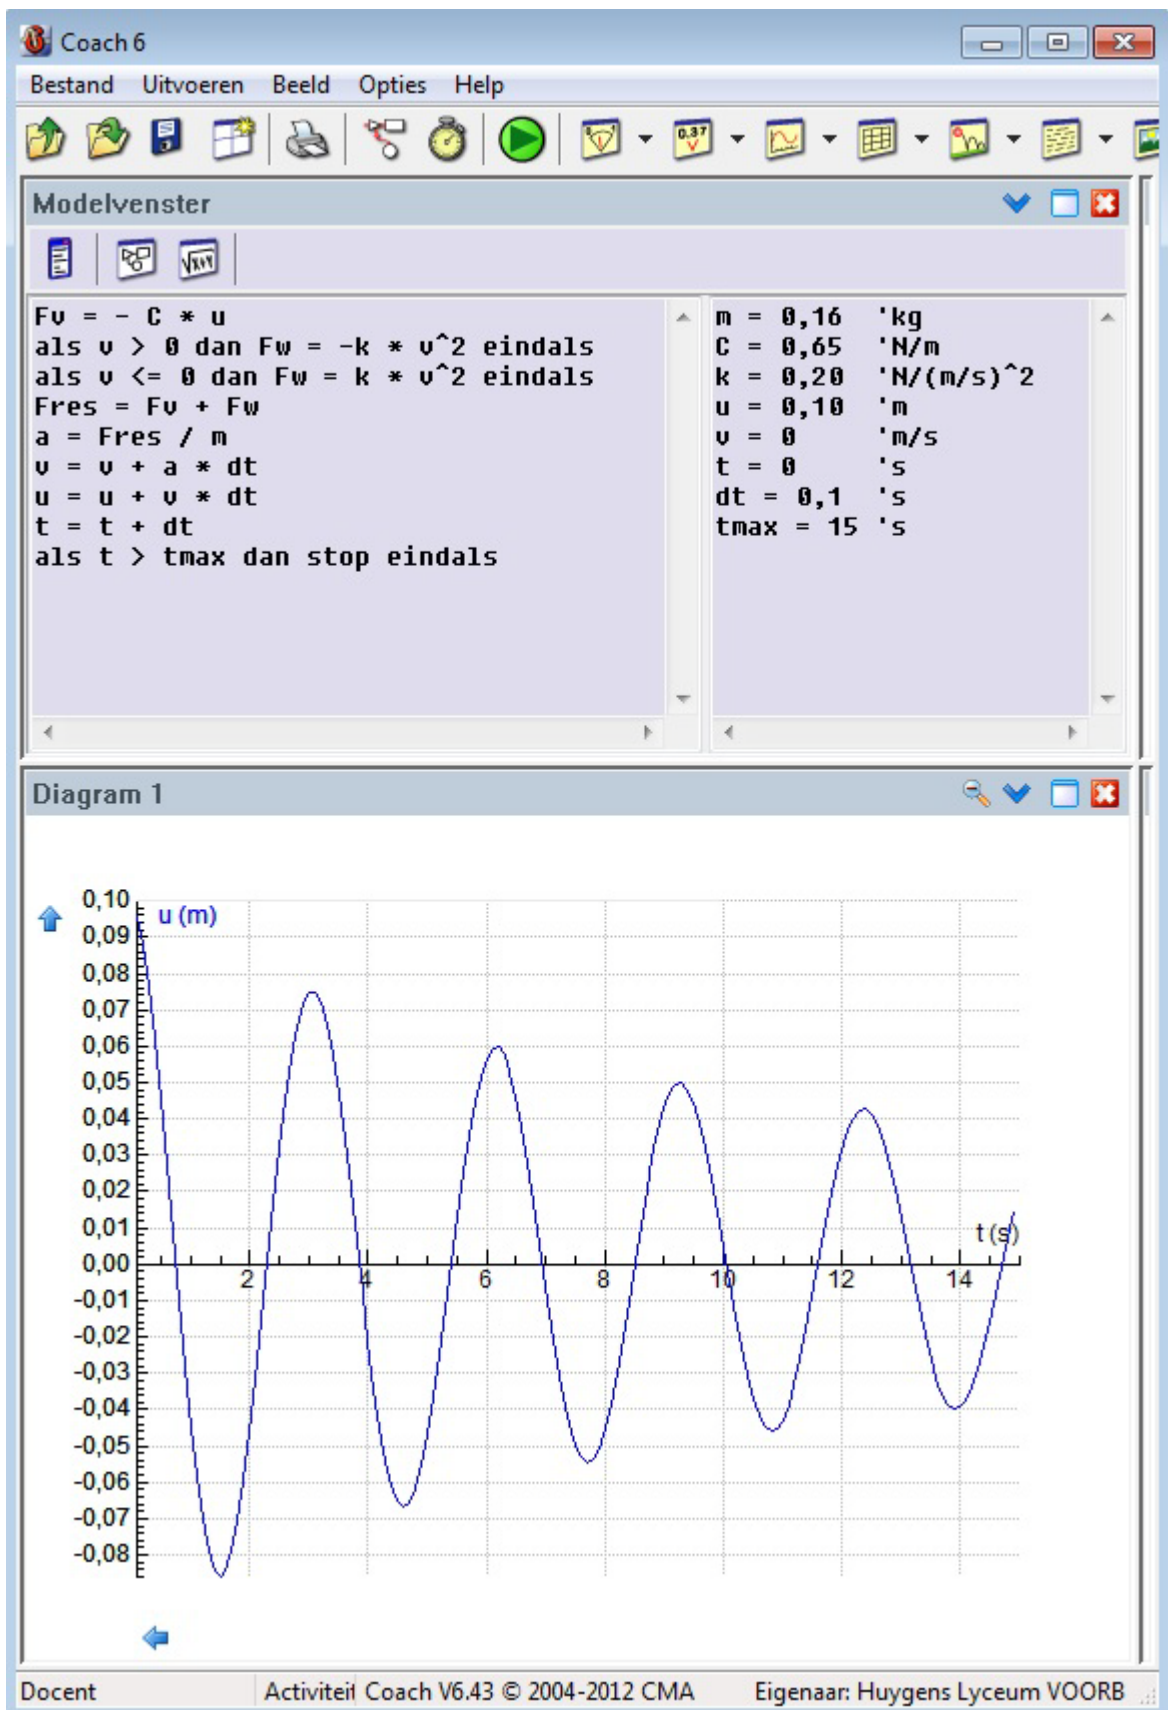 Coach 6
Bestand Uitvoeren Beeld Opties Help
0.37
Modelvenster
√x+y
Fv = - C * u
als v > 0 dan Fw = -k * v^2 eindals
als v <= 0 dan Fw = k * v^2 eindals
Fres = Fv + Fw
a = Fres / m
v = v + a * dt
u = u + v * dt
t = t + dt
als t > tmax dan stop eindals
m = 0,16 'kg
C = 0,65 'N/m
k = 0,20 'N/(m/s)^2
u = 0,10 'm
v = 0 'm/s
t = 0 's
dt = 0,1 's
tmax = 15 's
Diagram 1
0,10
u (m)
0,09
0,08
0,07
0,06
0,05
0,04
0,03
0,02
0,01
t (s)
0,00
2 4 6 8 10 12 14
-0,01
-0,02
-0,03
-0,04
-0,05
-0,06
-0,07
-0,08
Docent Activiteit Coach V6.43 © 2004-2012 CMA Eigenaar: Huygens Lyceum VOORB